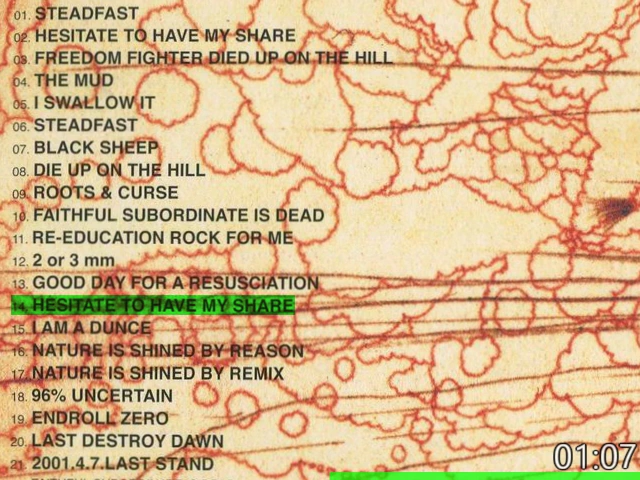 01. STEADFAST
02. HESITATE TO HAVE MY SHARE
03. FREEDOM FIGHTER DIED UP ON THE HILL
04. THE MUD
05. I SWALLOW IT
06. STEADFAST
07. BLACK SHEEP
08. DIE UP ON THE HILL
09. ROOTS & CURSE
10. FAITHFUL SUBORDINATE IS DEAD
11. RE-EDUCATION ROCK FOR ME
12. 2 or 3 mm
13. GOOD DAY FOR A RESUSCIATION
14. HESITATE TO HAVE MY SHARE
15. I AM A DUNCE
16. NATURE IS SHINED BY REASON
17. NATURE IS SHINED BY REMIX
18. 96% UNCERTAIN
19. ENDROLL ZERO
20. LAST DESTROY DAWN
21. 2001.4.7.LAST STAND
01:07